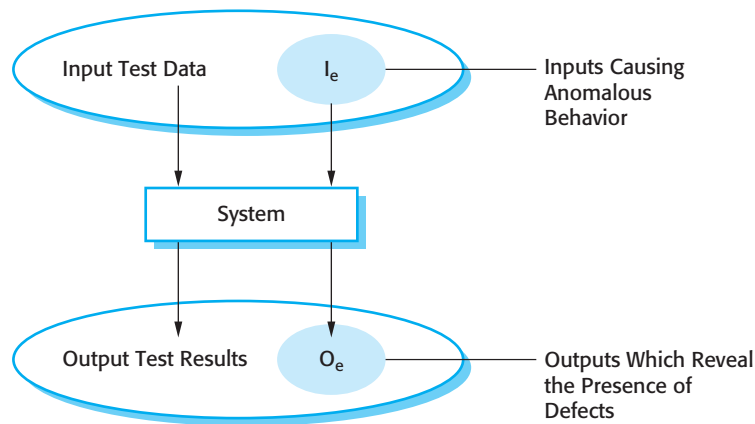 Input Test Data
Iₑ
Inputs Causing
Anomalous
Behavior
System
Output Test Results
Oₑ
Outputs Which Reveal
the Presence of
Defects